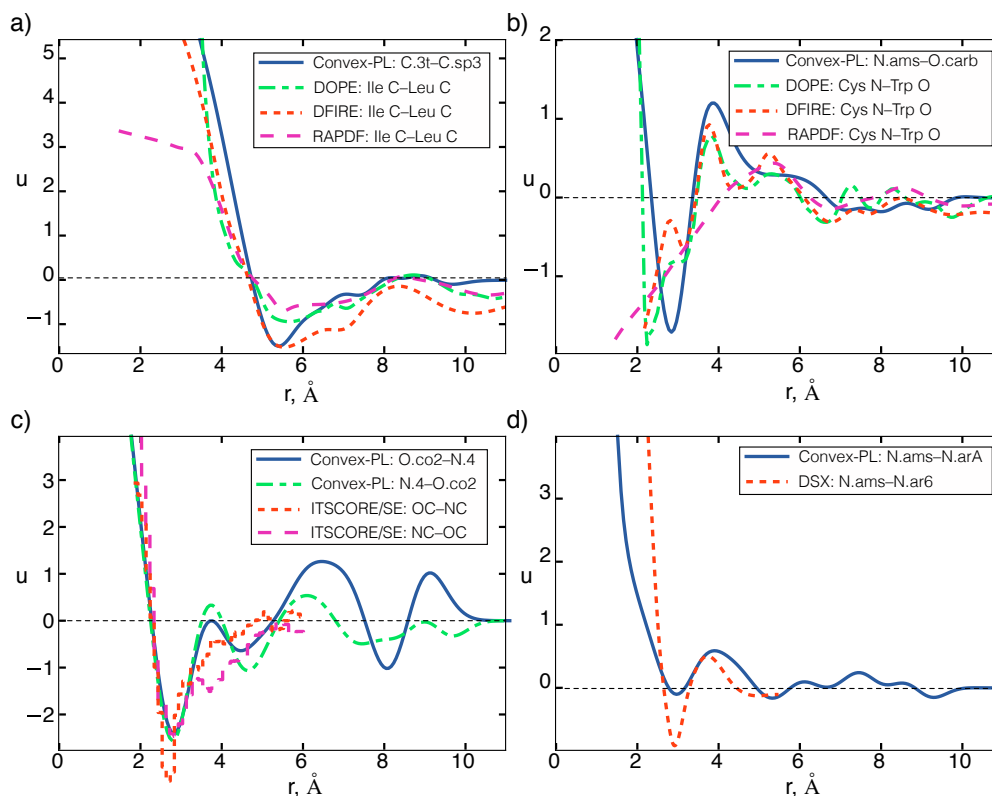 a)
5
4
3
2
1
0
−1
u
0 2 4 6 8 10
r, Å
Convex-PL: C.3t–C.sp3
DOPE: Ile C–Leu C
DFIRE: Ile C–Leu C
RAPDF: Ile C–Leu C
b)
2
1
0
−1
u
0 2 4 6 8 10
r, Å
Convex-PL: N.ams–O.carb
DOPE: Cys N–Trp O
DFIRE: Cys N–Trp O
RAPDF: Cys N–Trp O
c)
3
2
1
0
−1
−2
u
0 2 4 6 8 10
r, Å
Convex-PL: O.co2–N.4
Convex-PL: N.4–O.co2
ITSCORE/SE: OC–NC
ITSCORE/SE: NC–OC
d)
3
2
1
0
u
0 2 4 6 8 10
r, Å
Convex-PL: N.ams–N.arA
DSX: N.ams–N.ar6